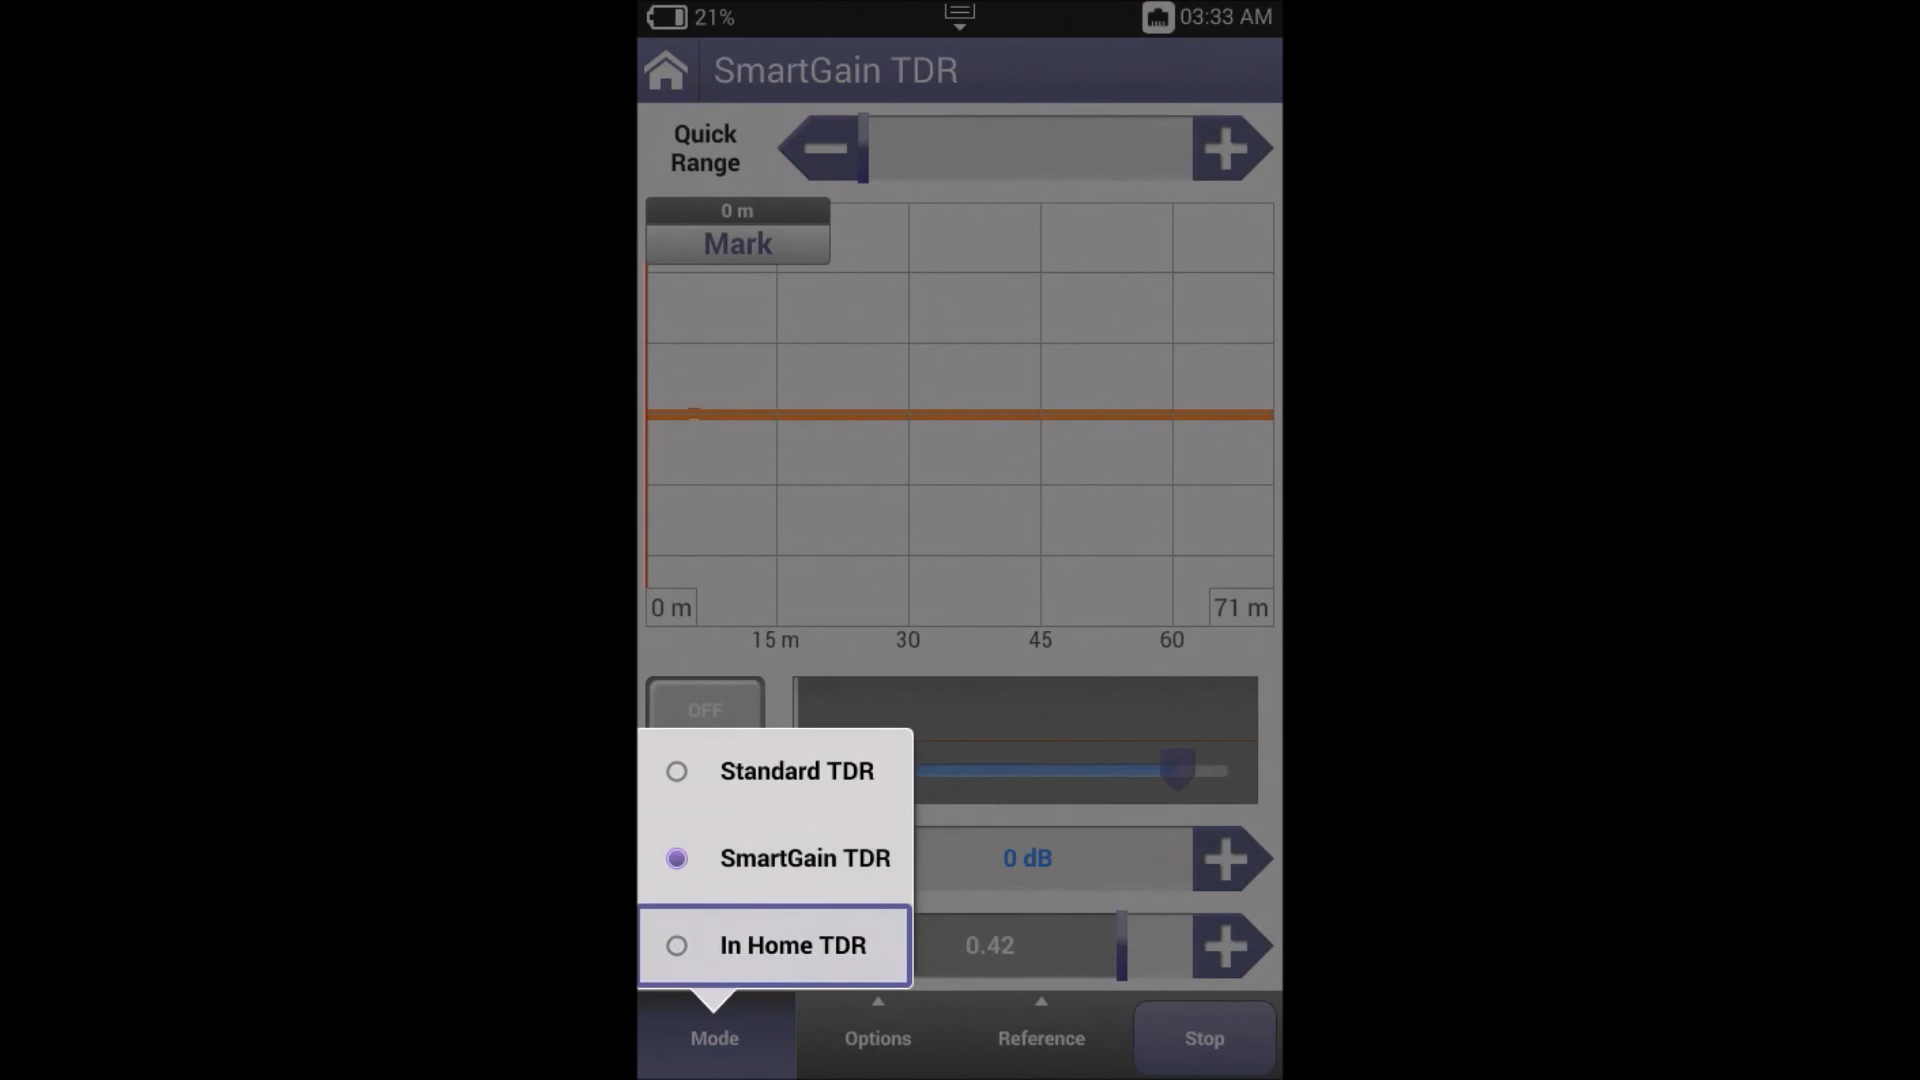 21%
03:33 AM
SmartGain TDR
Quick
Range
0 m
Mark
0 m
71 m
15 m
30
45
60
OFF
Standard TDR
SmartGain TDR
0 dB
In Home TDR
0.42
Mode
Options
Reference
Stop